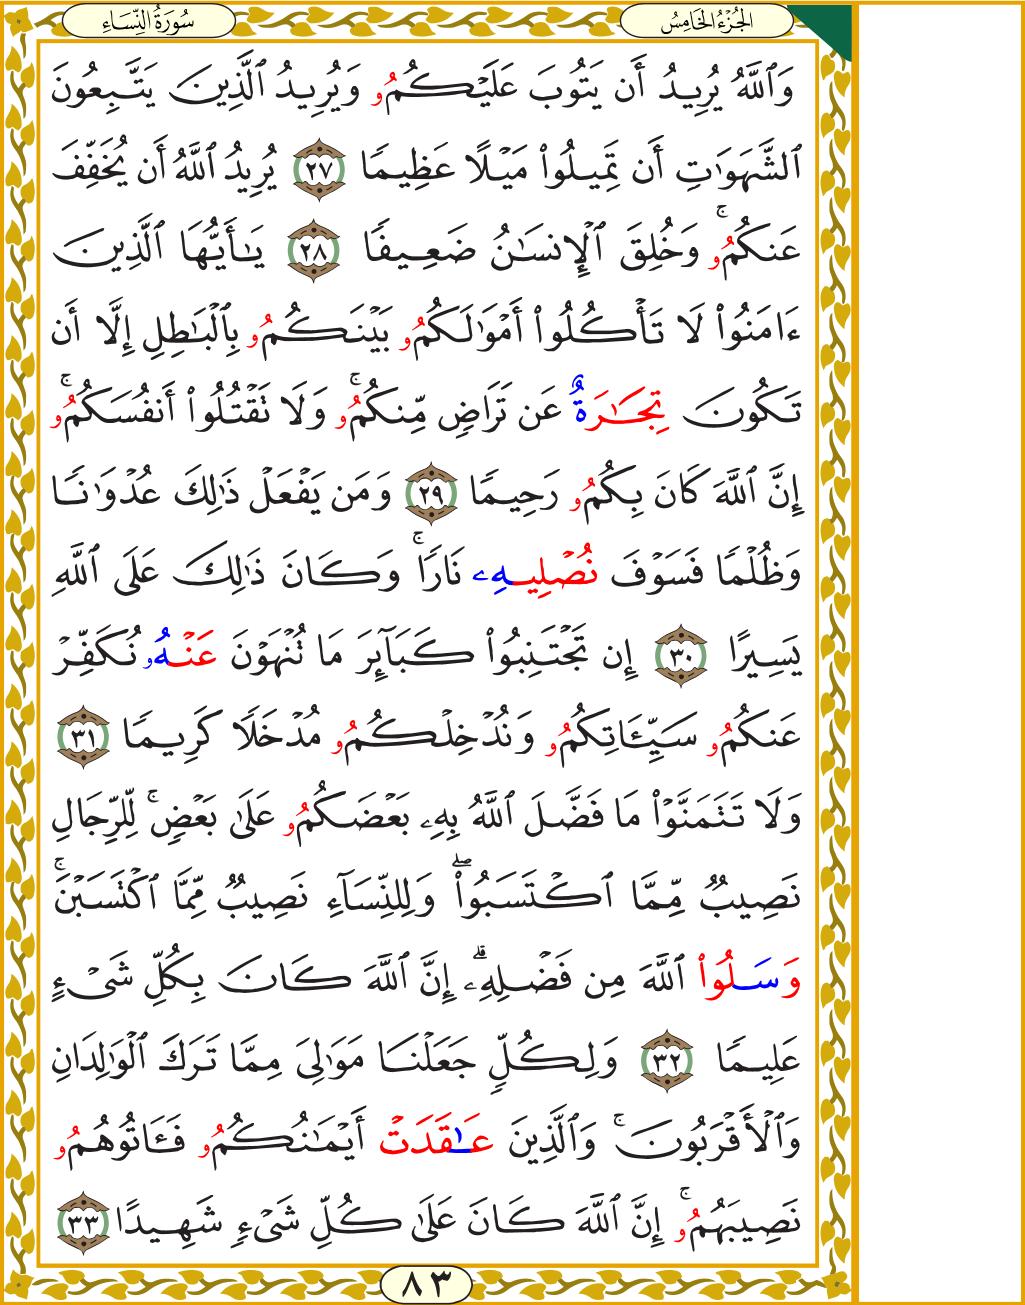 الجُزْءُ الخَامِسُ
سُورَةُ النِّسَاءِ
وَٱللَّهُ يُرِيدُ أَن يَتُوبَ عَلَيْكُمُۥ وَيُرِيدُ ٱلَّذِينَ يَتَّبِعُونَ
ٱلشَّهَوَٰتِ أَن تَمِيلُوا۟ مَيْلًا عَظِيمًا ٢٧ يُرِيدُ ٱللَّهُ أَن يُخَفِّفَ
عَنكُمُۥۚ وَخُلِقَ ٱلْإِنسَٰنُ ضَعِيفًا ٢٨ يَٰأَيُّهَا ٱلَّذِينَ
ءَامَنُوا۟ لَا تَأْكُلُوا۟ أَمْوَٰلَكُمُۥ بَيْنَكُمُۥ بِٱلْبَٰطِلِ إِلَّا أَن
تَكُونَ تِجَٰرَةٌ عَن تَرَاضٍ مِّنكُمُۥۚ وَلَا تَقْتُلُوا۟ أَنفُسَكُمُۥۚ
إِنَّ ٱللَّهَ كَانَ بِكُمُۥ رَحِيمًا ٢٩ وَمَن يَفْعَلْ ذَٰلِكَ عُدْوَٰنًا
وَظُلْمًا فَسَوْفَ نُصْلِيهِۦ نَارًاۚ وَكَانَ ذَٰلِكَ عَلَى ٱللَّهِ
يَسِيرًا ٣٠ إِن تَجْتَنِبُوا۟ كَبَآئِرَ مَا تُنْهَوْنَ عَنْهُۥ نُكَفِّرْ
عَنكُمُۥ سَيِّـَٔاتِكُمُۥ وَنُدْخِلْكُمُۥ مُدْخَلًا كَرِيمًا ٣١
وَلَا تَتَمَنَّوْا۟ مَا فَضَّلَ ٱللَّهُ بِهِۦ بَعْضَكُمُۥ عَلَىٰ بَعْضٍۚ لِّلرِّجَالِ
نَصِيبٌ مِّمَّا ٱكْتَسَبُوا۟ۖ وَلِلنِّسَآءِ نَصِيبٌ مِّمَّا ٱكْتَسَبْنَۚ
وَسَلُوا۟ ٱللَّهَ مِن فَضْلِهِۦۗ إِنَّ ٱللَّهَ كَانَ بِكُلِّ شَىْءٍ
عَلِيمًا ٣٢ وَلِكُلٍّ جَعَلْنَا مَوَٰلِىَ مِمَّا تَرَكَ ٱلْوَٰلِدَانِ
وَٱلْأَقْرَبُونَۚ وَٱلَّذِينَ عَٰقَدَتْ أَيْمَٰنُكُمُۥ فَـَٔاتُوهُمُۥ
نَصِيبَهُمُۥۚ إِنَّ ٱللَّهَ كَانَ عَلَىٰ كُلِّ شَىْءٍ شَهِيدًا ٣٣
٨٣